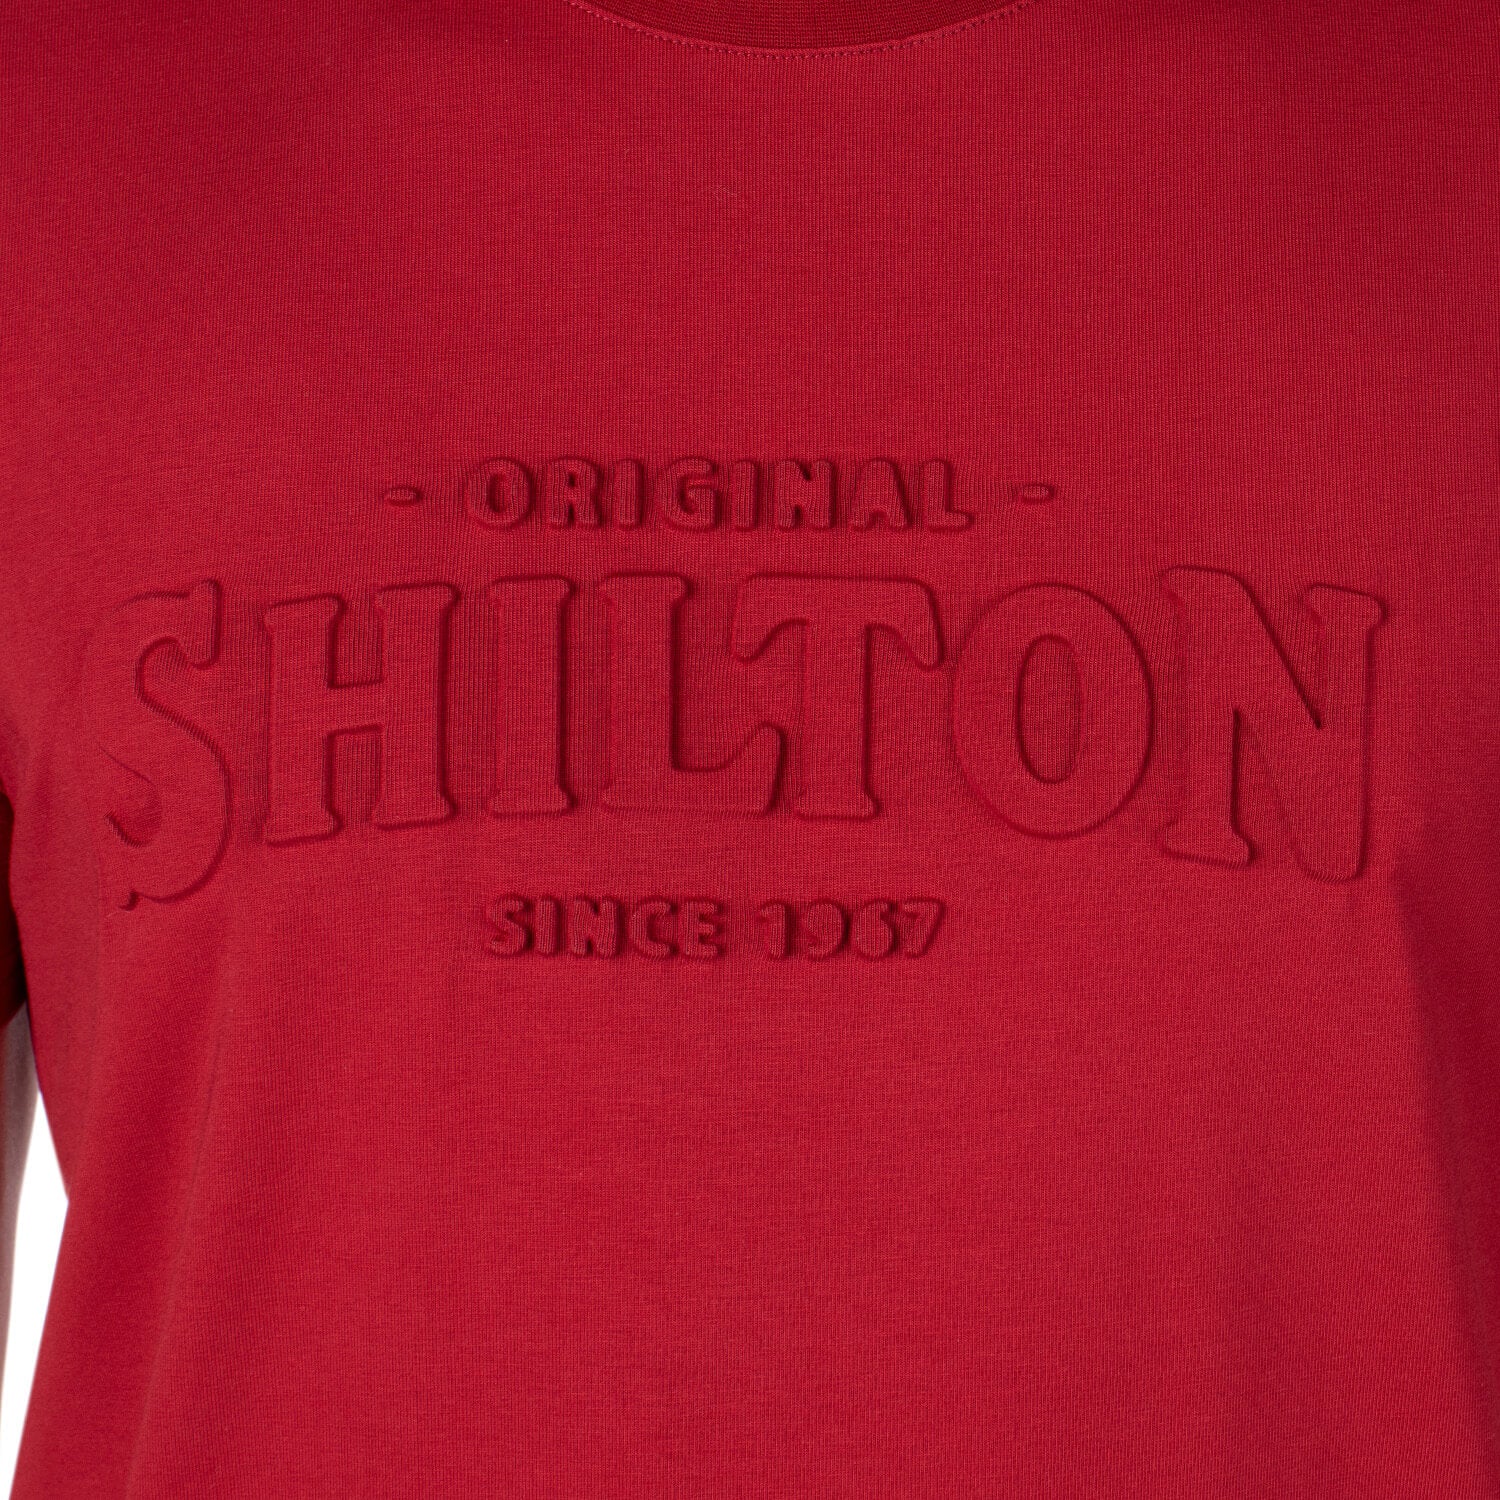 - ORIGINAL -
SHILTON
SINCE 1967